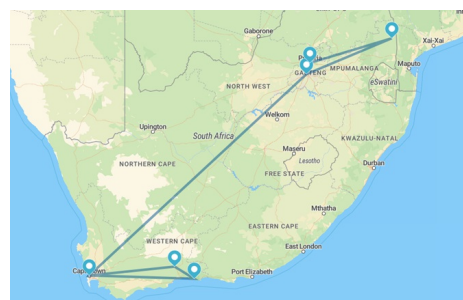 Gaborone
Xai-Xai
Maputo
MPUMALANGA
GAUTENG
eSwatini
NORTH WEST
Welkom
Upington
South Africa
KWAZULU-NATAL
Maseru
Lesotho
Durban
NORTHERN CAPE
FREE STATE
Mthatha
EASTERN CAPE
WESTERN CAPE
East London
Cape Town
Port Elizabeth